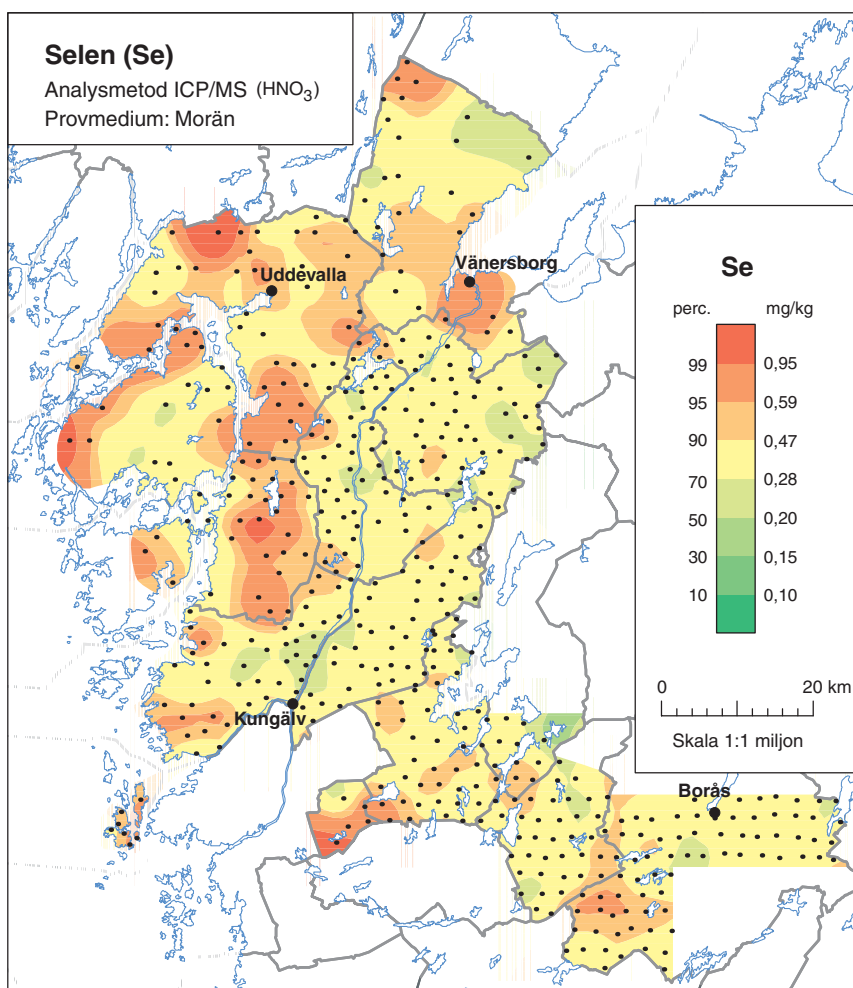 Selen (Se)
Analysmetod ICP/MS (HNO3)
Provmedium: Morän
Uddevalla
Vänersborg
Se
perc. mg/kg
99 0,95
95 0,59
90 0,47
70 0,28
50 0,20
30 0,15
10 0,10
0 20 km
Skala 1:1 miljon
Kungälv
Borås